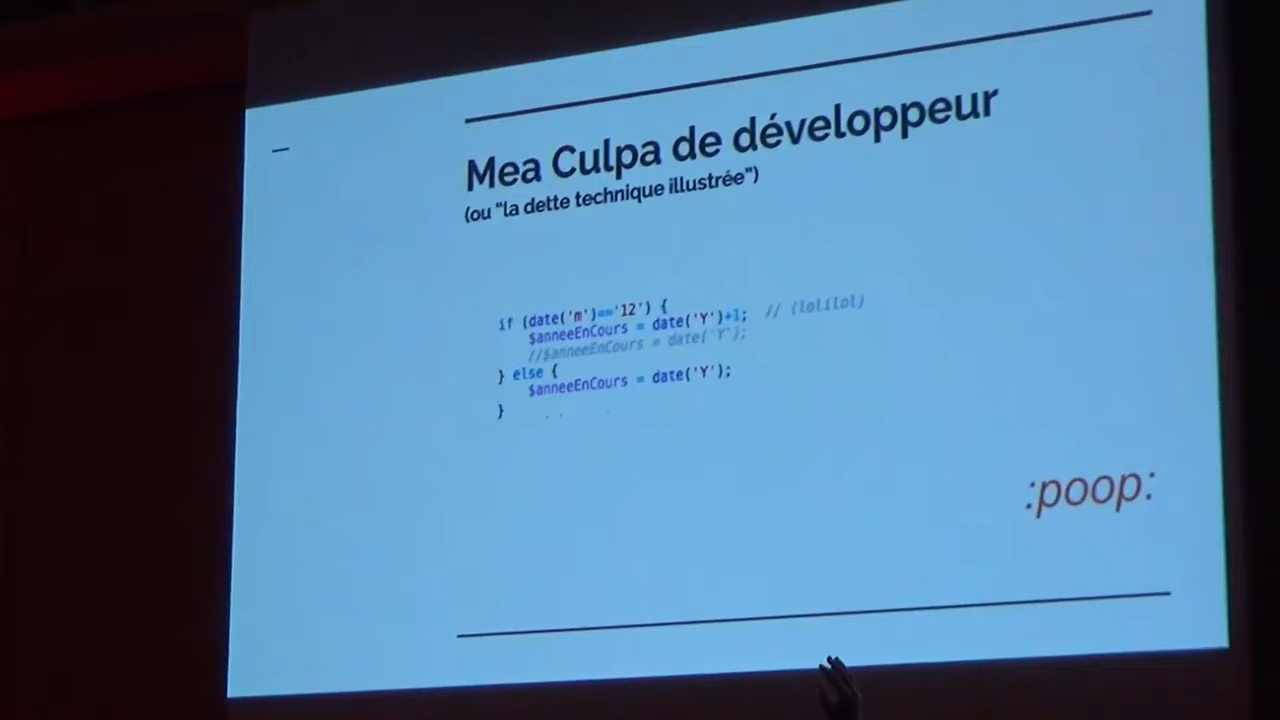 Mea Culpa de développeur
(ou “la dette technique illustrée”)
if (date('m')=='12') {
$anneeEnCours = date('Y')+1; // (lolilol)
//$anneeEnCours = date('Y');
} else {
$anneeEnCours = date('Y');
}
:poop: